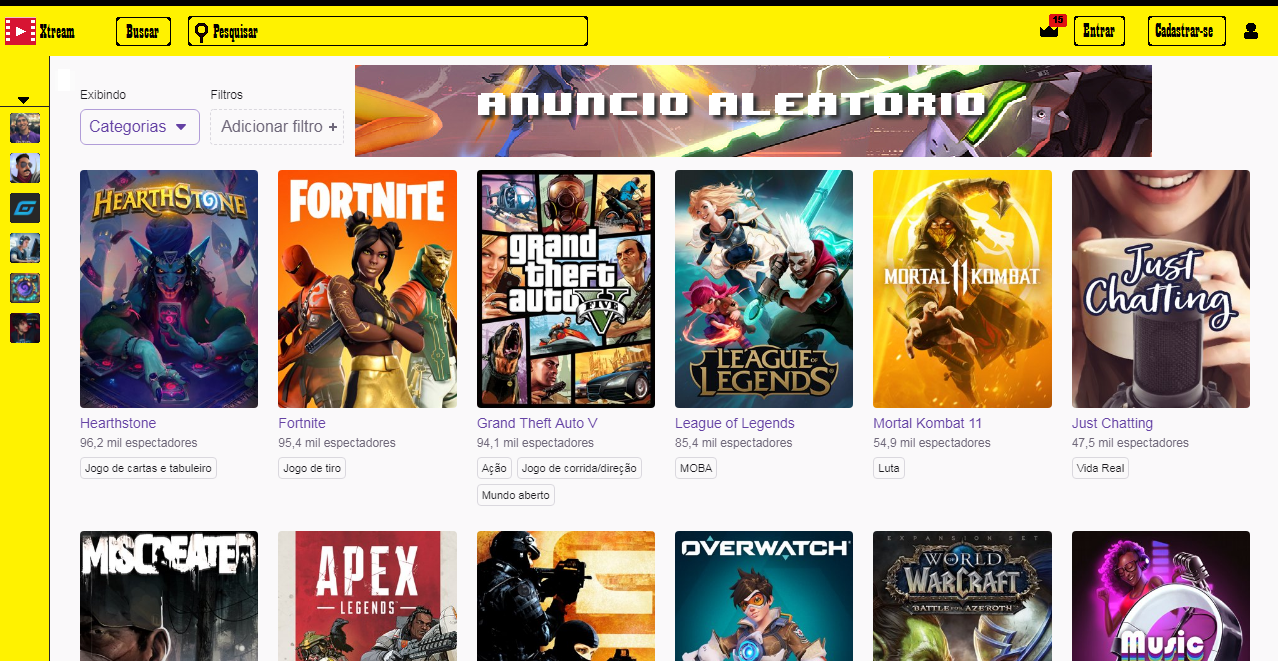 Xtream
Buscar
Pesquisar
15
Entrar
Cadastrar-se
Exibindo
Filtros
Categorias
Adicionar filtro +
ANUNCIO ALEATORIO
HEARTHSTONE
FORTNITE
grand
theft
auto
FIVE
LEAGUE OF
LEGENDS
MORTAL KOMBAT
11
Just
Chatting
Hearthstone
96,2 mil espectadores
Jogo de cartas e tabuleiro
Fortnite
95,4 mil espectadores
Jogo de tiro
Grand Theft Auto V
94,1 mil espectadores
Ação
Jogo de corrida/direção
Mundo aberto
League of Legends
85,4 mil espectadores
MOBA
Mortal Kombat 11
54,9 mil espectadores
Luta
Just Chatting
47,5 mil espectadores
Vida Real
MISCREATED
APEX
LEGENDS
OVERWATCH
EXPANSION SET
WORLD
WARCRAFT
BATTLE FOR AZEROTH
Music